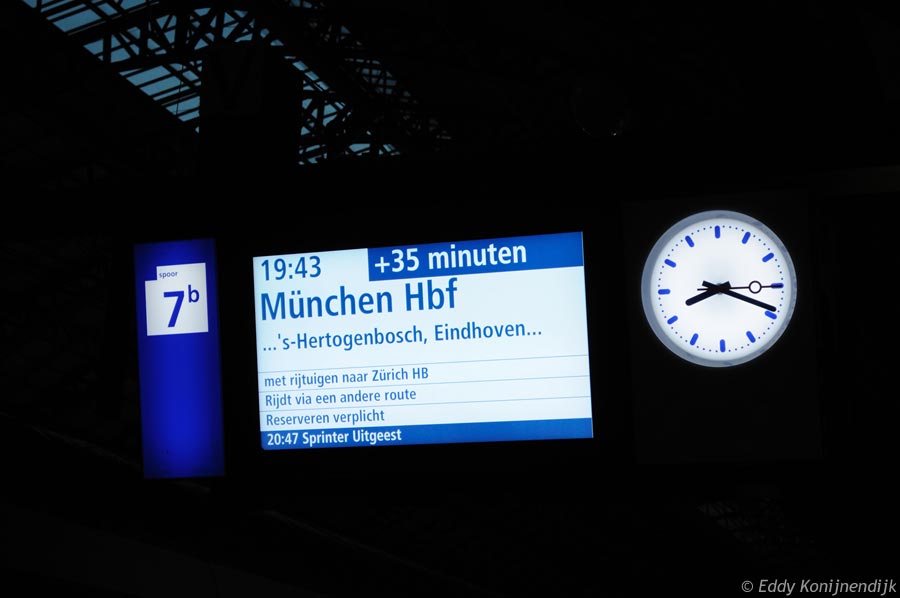 spoor
7b
19:43 +35 minuten
München Hbf
...'s-Hertogenbosch, Eindhoven...
met rijtuigen naar Zürich HB
Rijdt via een andere route
Reserveren verplicht
20:47 Sprinter Uitgeest
© Eddy Konijnendijk